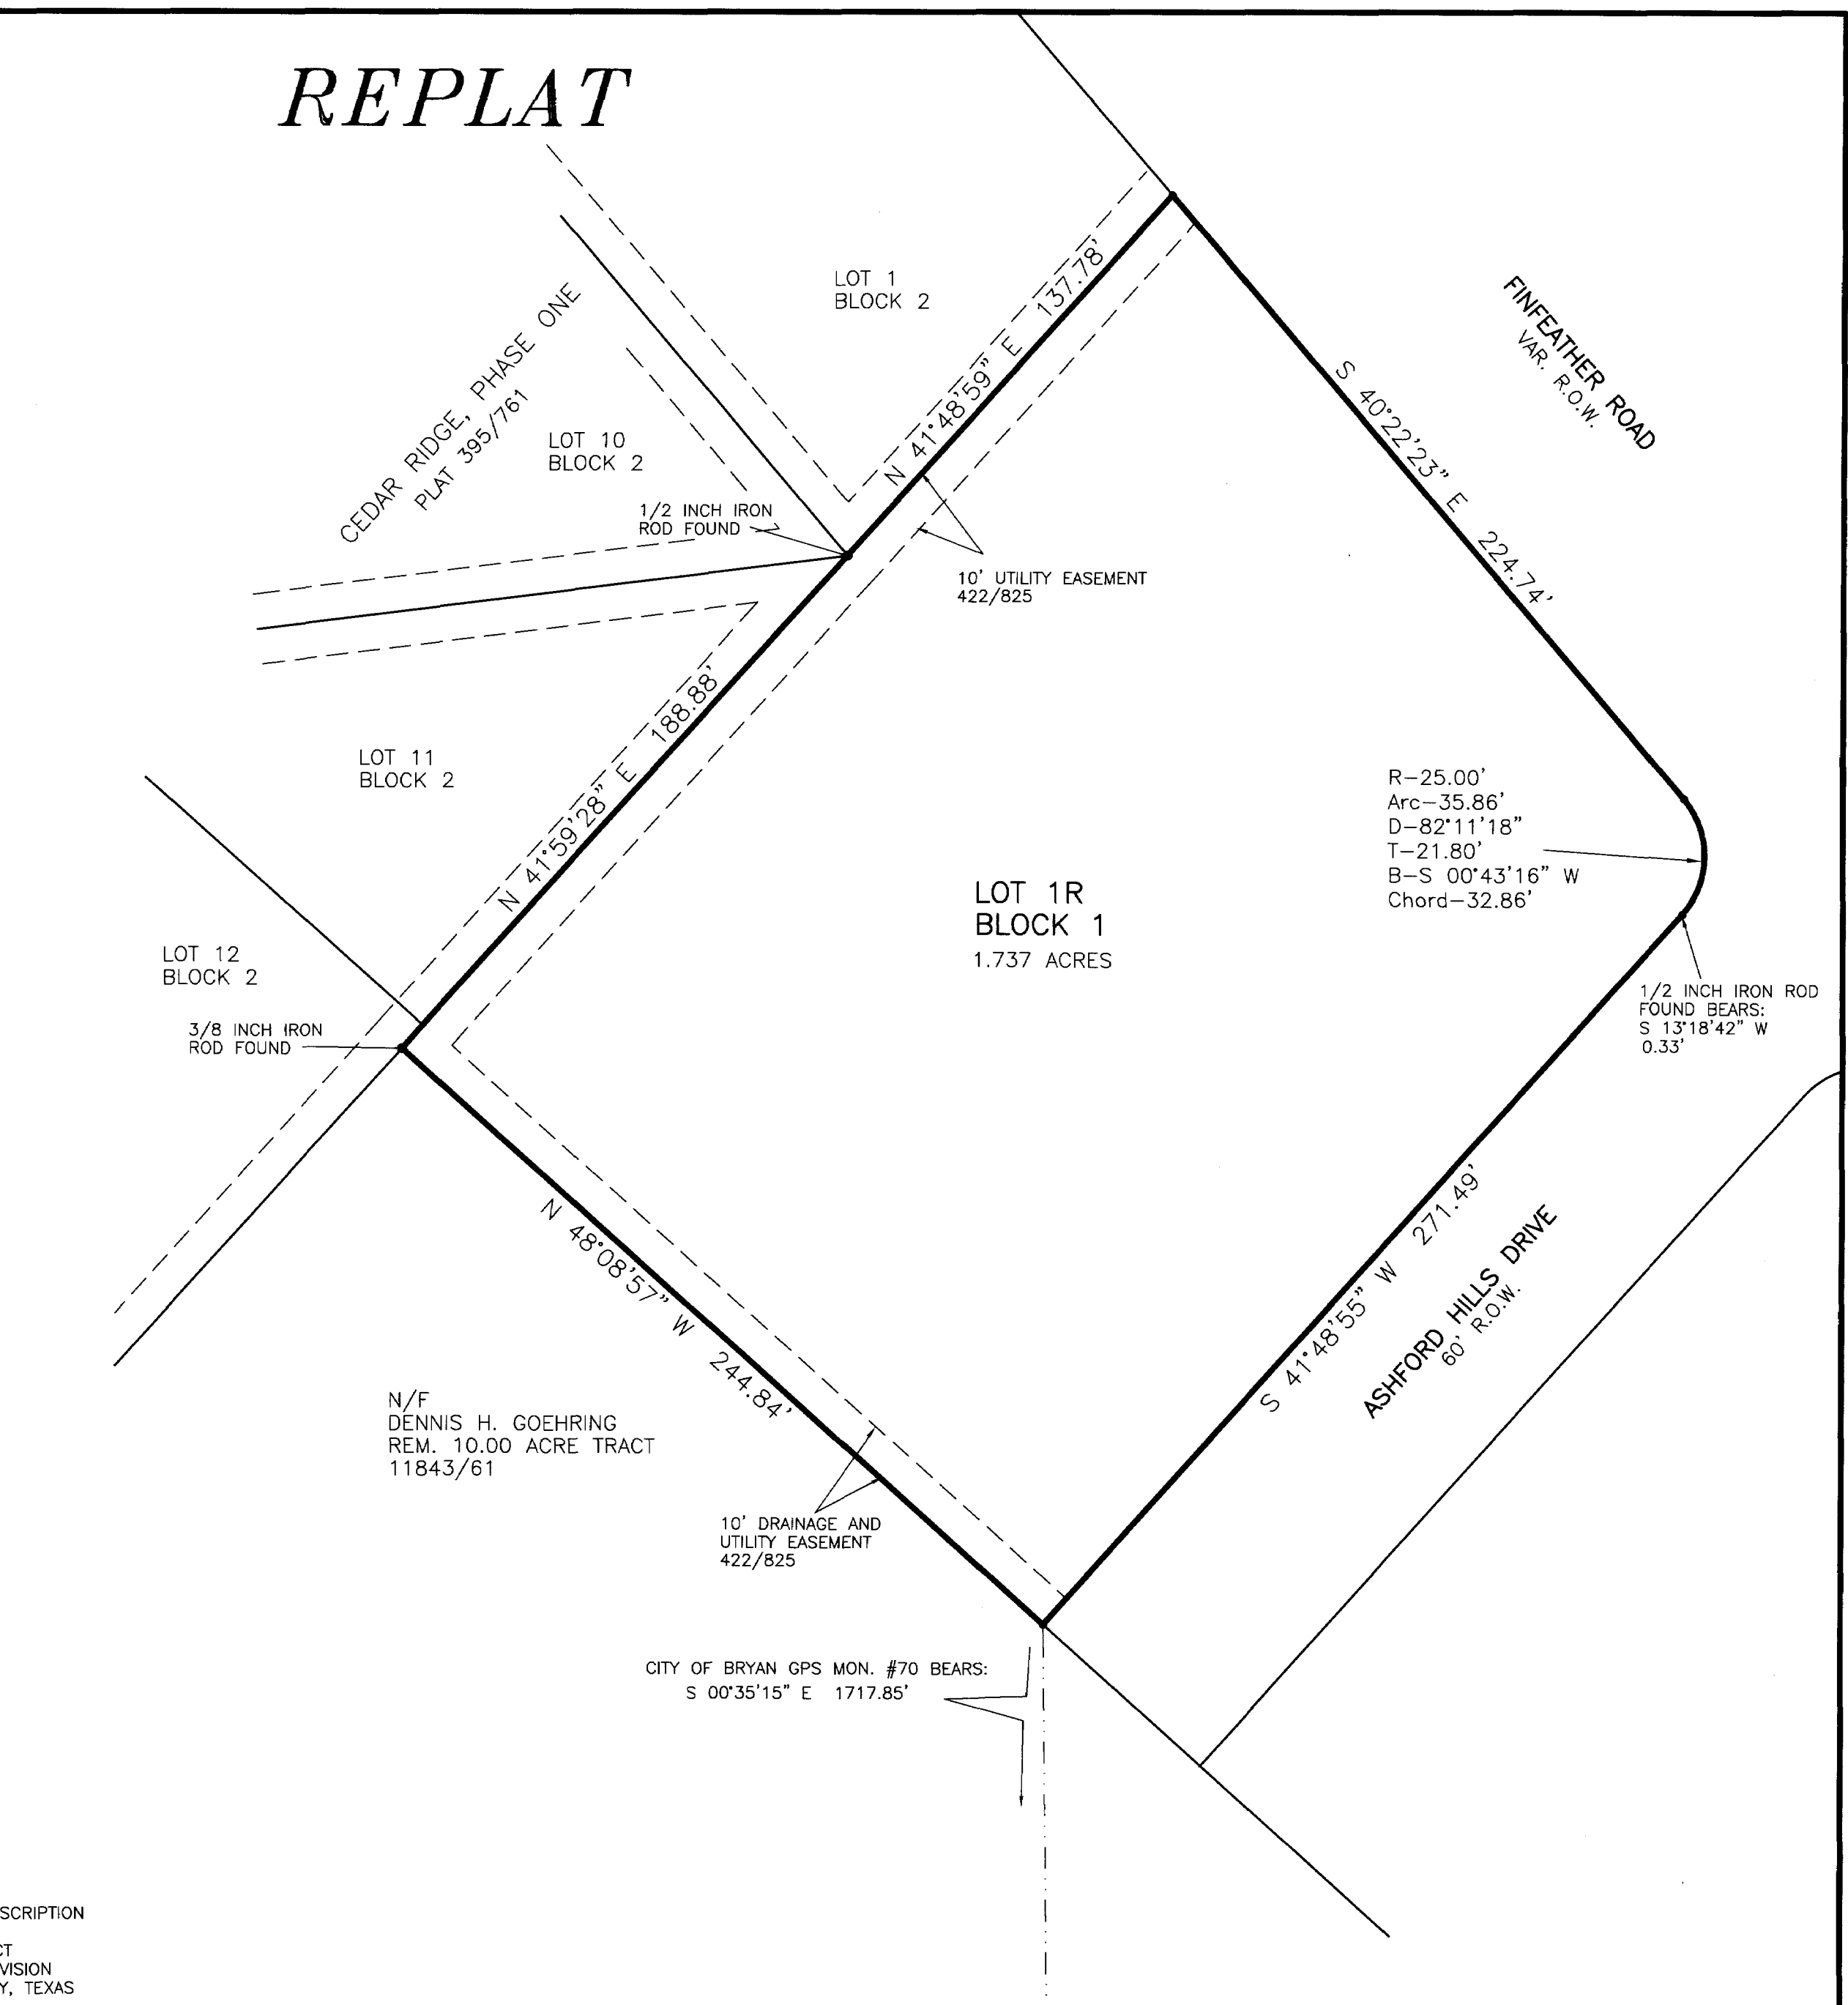 REPLAT
LOT 1
BLOCK 2
N 41°48'59" E 137.78'
FINFEATHER ROAD
VAR. R.O.W.
S 40°22'23" E 224.74'
CEDAR RIDGE, PHASE ONE
PLAT 395/761
LOT 10
BLOCK 2
1/2 INCH IRON
ROD FOUND
10' UTILITY EASEMENT
422/825
N 41°59'28" E 188.88'
LOT 11
BLOCK 2
R-25.00'
Arc-35.86'
D-82°11'18"
T-21.80'
B-S 00°43'16" W
Chord-32.86'
LOT 1R
BLOCK 1
1.737 ACRES
LOT 12
BLOCK 2
3/8 INCH IRON
ROD FOUND
1/2 INCH IRON ROD
FOUND BEARS:
S 13°18'42" W
0.33'
N 48°08'57" W 244.84'
S 41°48'55" W 271.49'
ASHFORD HILLS DRIVE
60' R.O.W.
N/F
DENNIS H. GOEHRING
REM. 10.00 ACRE TRACT
11843/61
10' DRAINAGE AND
UTILITY EASEMENT
422/825
CITY OF BRYAN GPS MON. #70 BEARS:
S 00°35'15" E 1717.85'
SCRIPTION
CT
VISION
Y, TEXAS